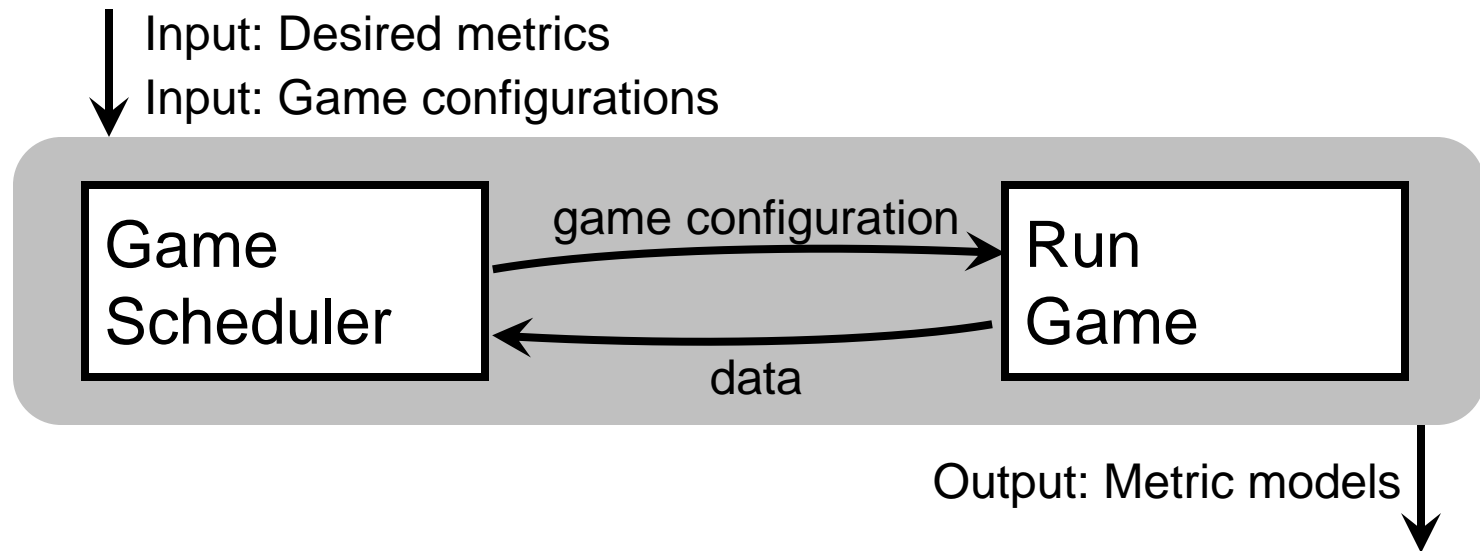 Input: Desired metrics
Input: Game configurations
Game
Scheduler
game configuration
data
Run
Game
Output: Metric models